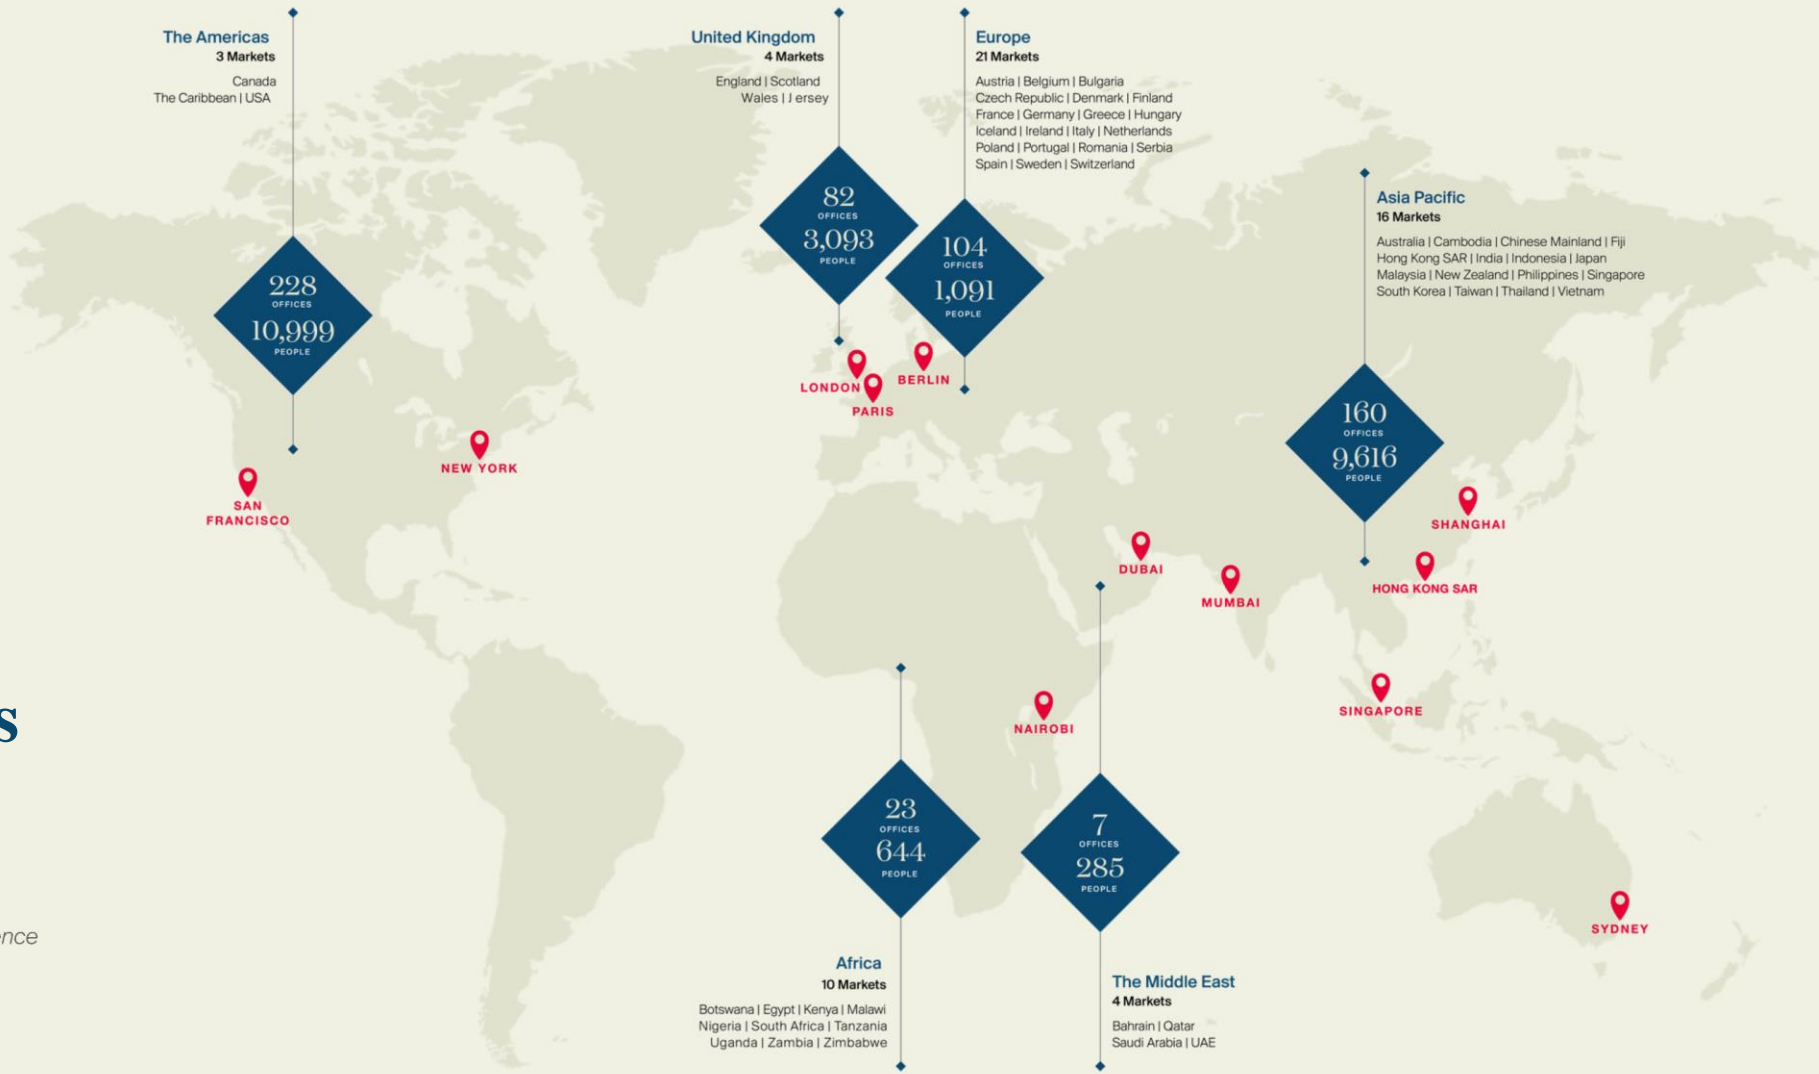 The Americas
3 Markets
Canada
The Caribbean | USA
228
OFFICES
10,999
PEOPLE
United Kingdom
4 Markets
England | Scotland
Wales | J ersey
82
OFFICES
3,093
PEOPLE
Europe
21 Markets
Austria | Belgium | Bulgaria
Czech Republic | Denmark | Finland
France | Germany | Greece | Hungary
Iceland | Ireland | Italy | Netherlands
Poland | Portugal | Romania | Serbia
Spain | Sweden | Switzerland
104
OFFICES
1,091
PEOPLE
Asia Pacific
16 Markets
Australia | Cambodia | Chinese Mainland | Fiji
Hong Kong SAR | India | Indonesia | Japan
Malaysia | New Zealand | Philippines | Singapore
South Korea | Taiwan | Thailand | Vietnam
160
OFFICES
9,616
PEOPLE
LONDON
BERLIN
PARIS
NEW YORK
SAN
FRANCISCO
SHANGHAI
DUBAI
HONG KONG SAR
MUMBAI
SINGAPORE
NAIROBI
SYDNEY
s
nce
23
OFFICES
644
PEOPLE
Africa
10 Markets
Botswana | Egypt | Kenya | Malawi
Nigeria | South Africa | Tanzania
Uganda | Zambia | Zimbabwe
7
OFFICES
285
PEOPLE
The Middle East
4 Markets
Bahrain | Qatar
Saudi Arabia | UAE